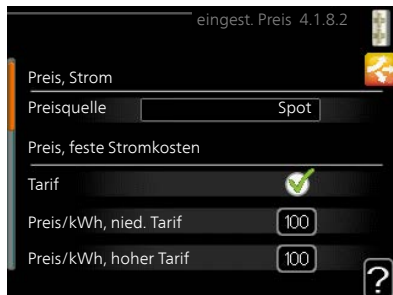 eingest. Preis 4.1.8.2
Preis, Strom
Preisquelle Spot
Preis, feste Stromkosten
Tarif
Preis/kWh, nied. Tarif 100
Preis/kWh, hoher Tarif 100
?